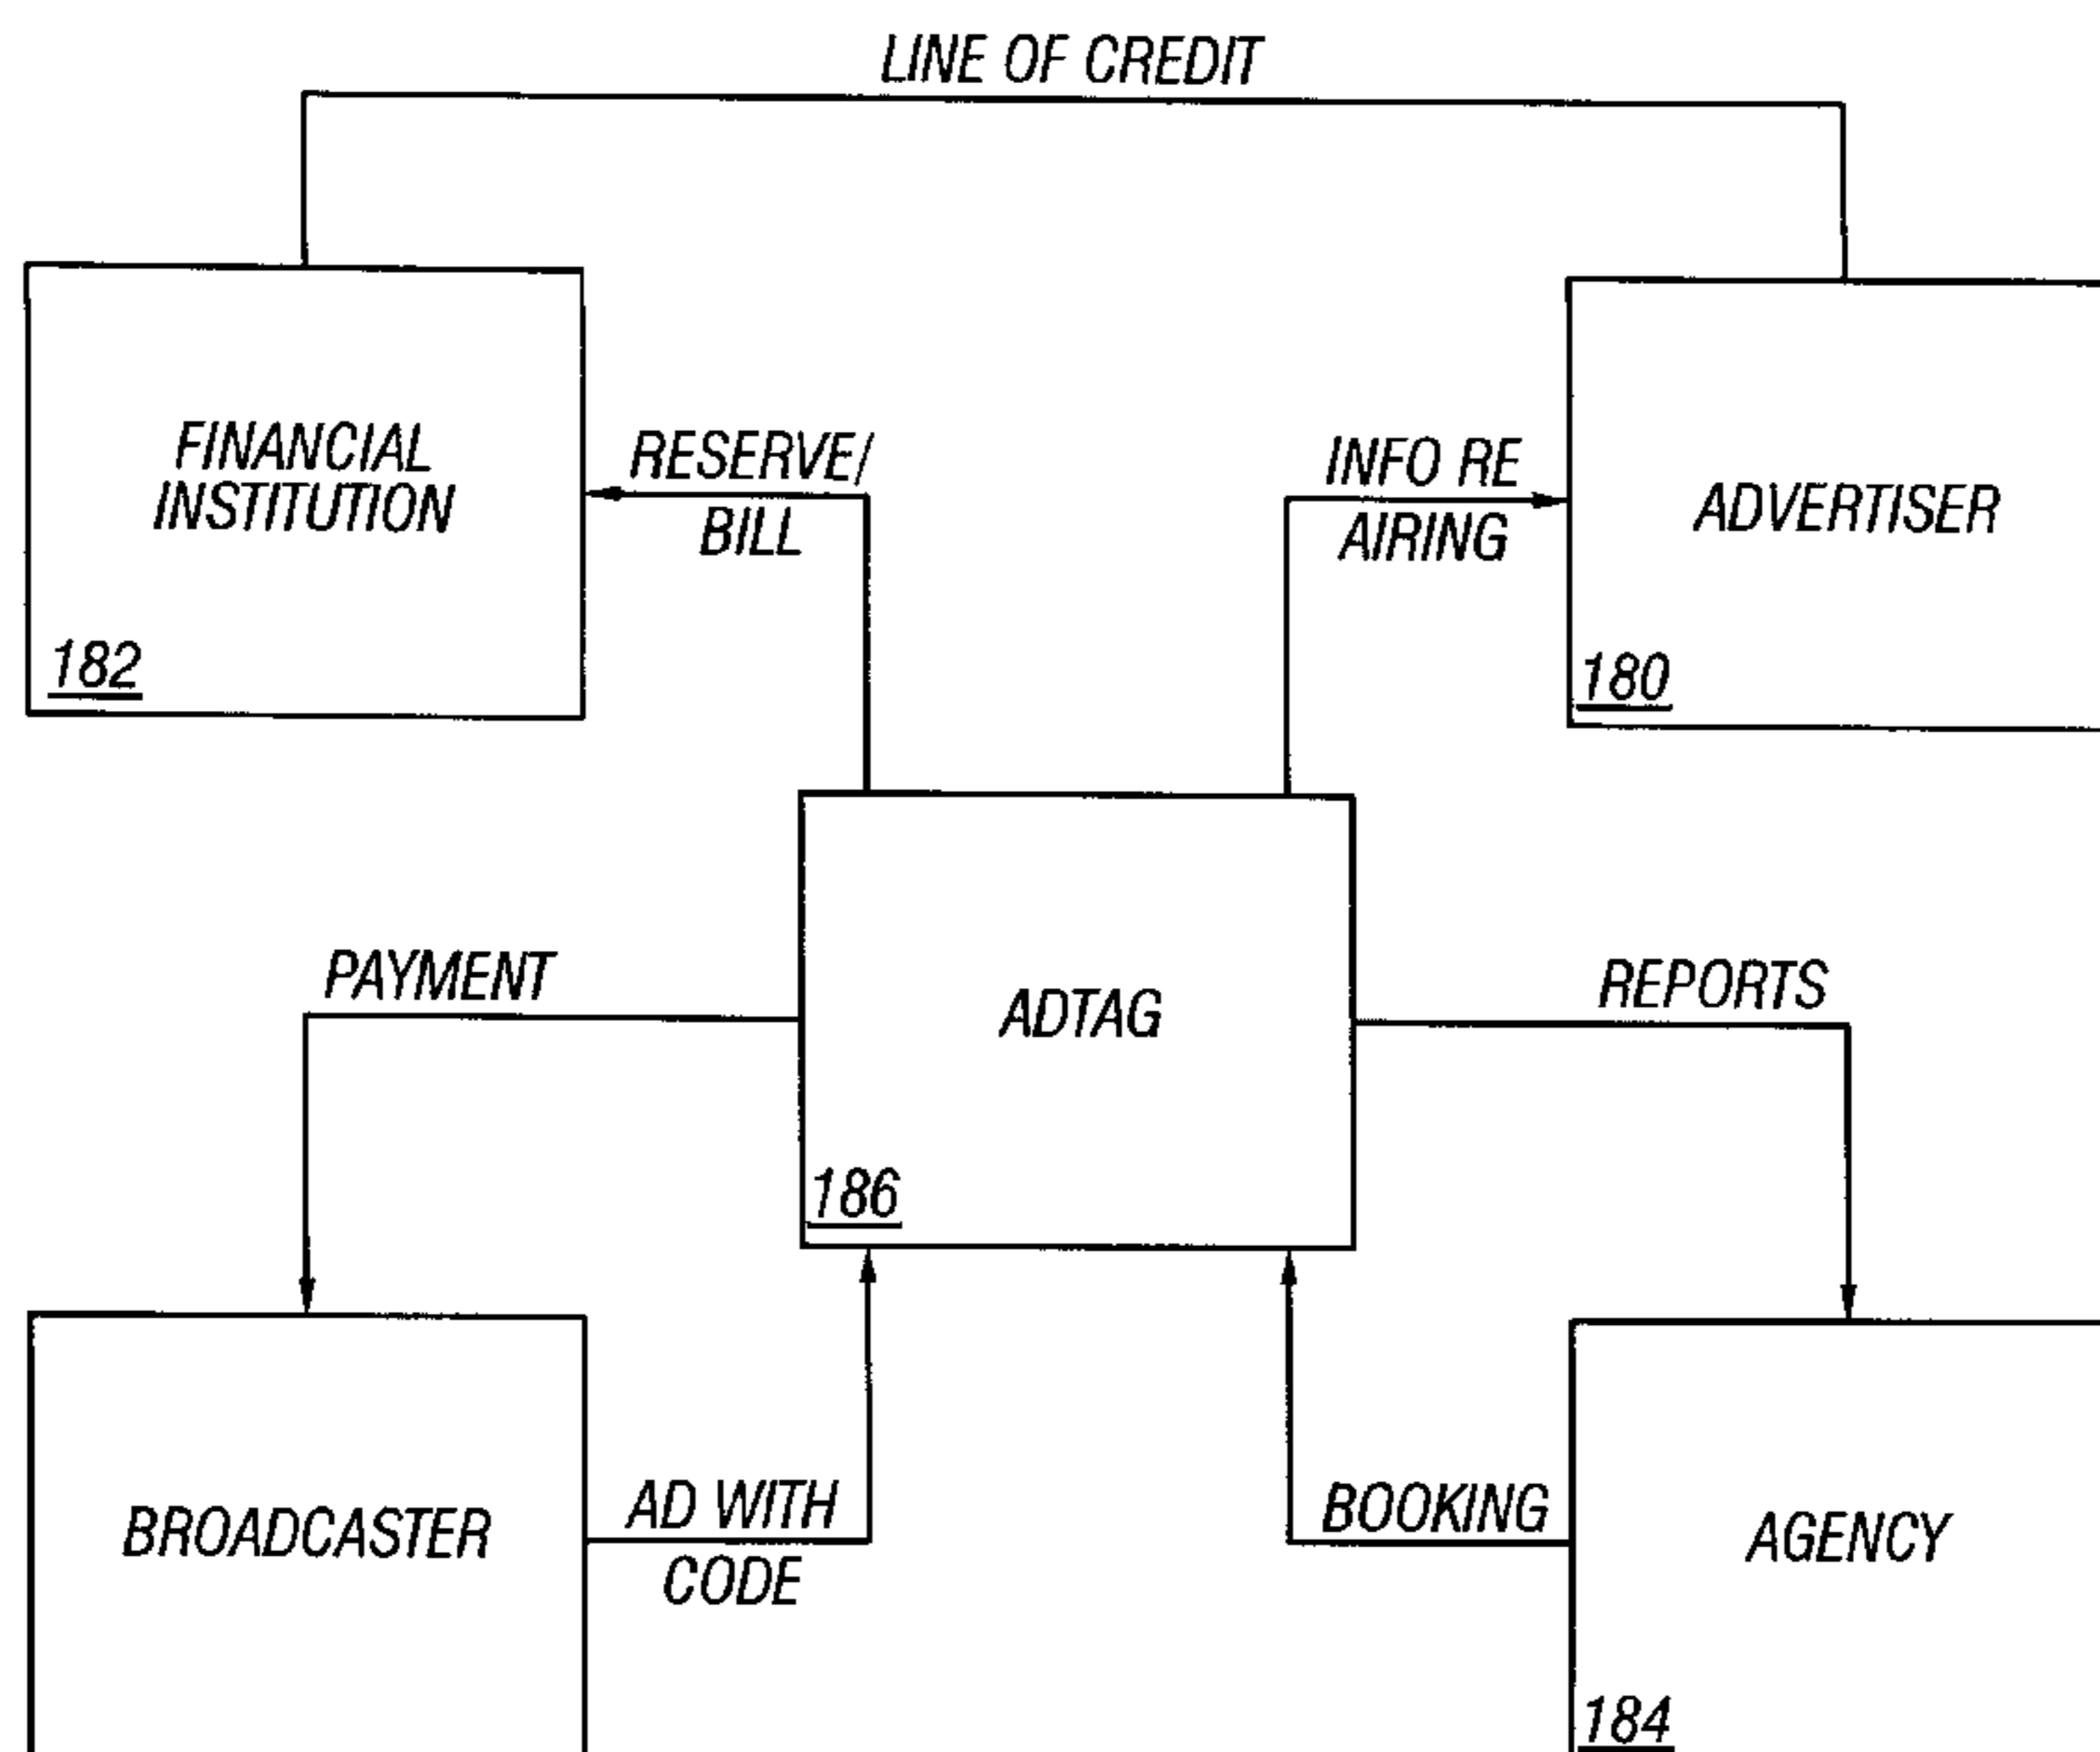 LINE OF CREDIT
FINANCIAL
INSTITUTION
182
RESERVE/
BILL
INFO RE
AIRING
ADVERTISER
180
PAYMENT
ADTAG
186
REPORTS
BROADCASTER
AD WITH
CODE
BOOKING
AGENCY
184